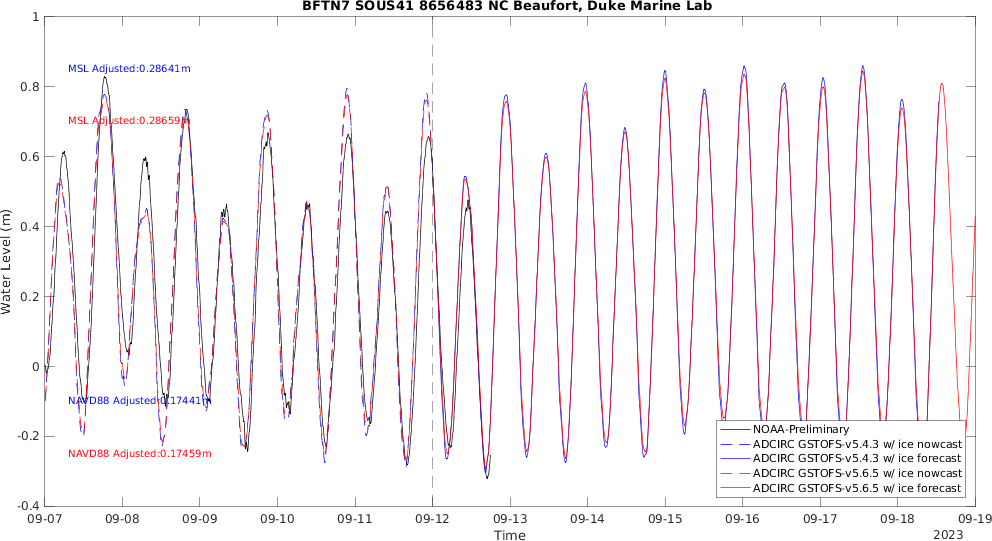 BFTN7 SOUS41 8656483 NC Beaufort, Duke Marine Lab
1
0.8
0.6
0.4
0.2
0
-0.2
-0.4
Water Level (m)
MSL Adjusted:0.28641m
MSL Adjusted:0.28659m
NAVD88 Adjusted:0.17441m
NAVD88 Adjusted:0.17459m
NOAA-Preliminary
ADCIRC GSTOFS-v5.4.3 w/ ice nowcast
ADCIRC GSTOFS-v5.4.3 w/ ice forecast
ADCIRC GSTOFS-v5.6.5 w/ ice nowcast
ADCIRC GSTOFS-v5.6.5 w/ ice forecast
09-07 09-08 09-09 09-10 09-11 09-12 09-13 09-14 09-15 09-16 09-17 09-18 09-19
Time
2023